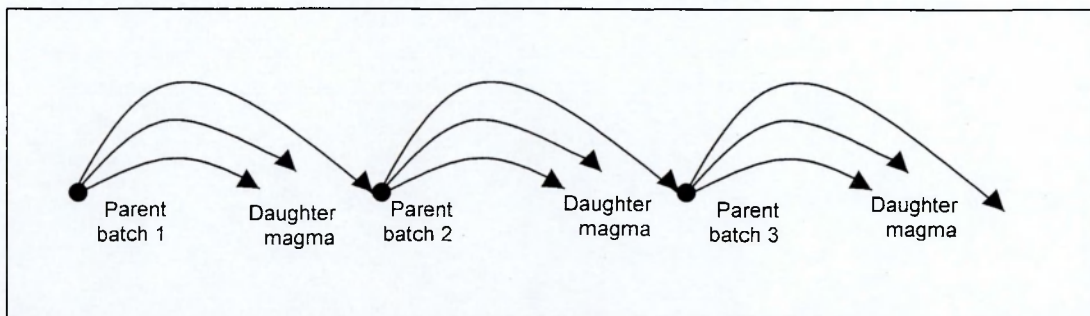 Parent
batch 1
Daughter
magma
Parent
batch 2
Daughter
magma
Parent
batch 3
Daughter
magma